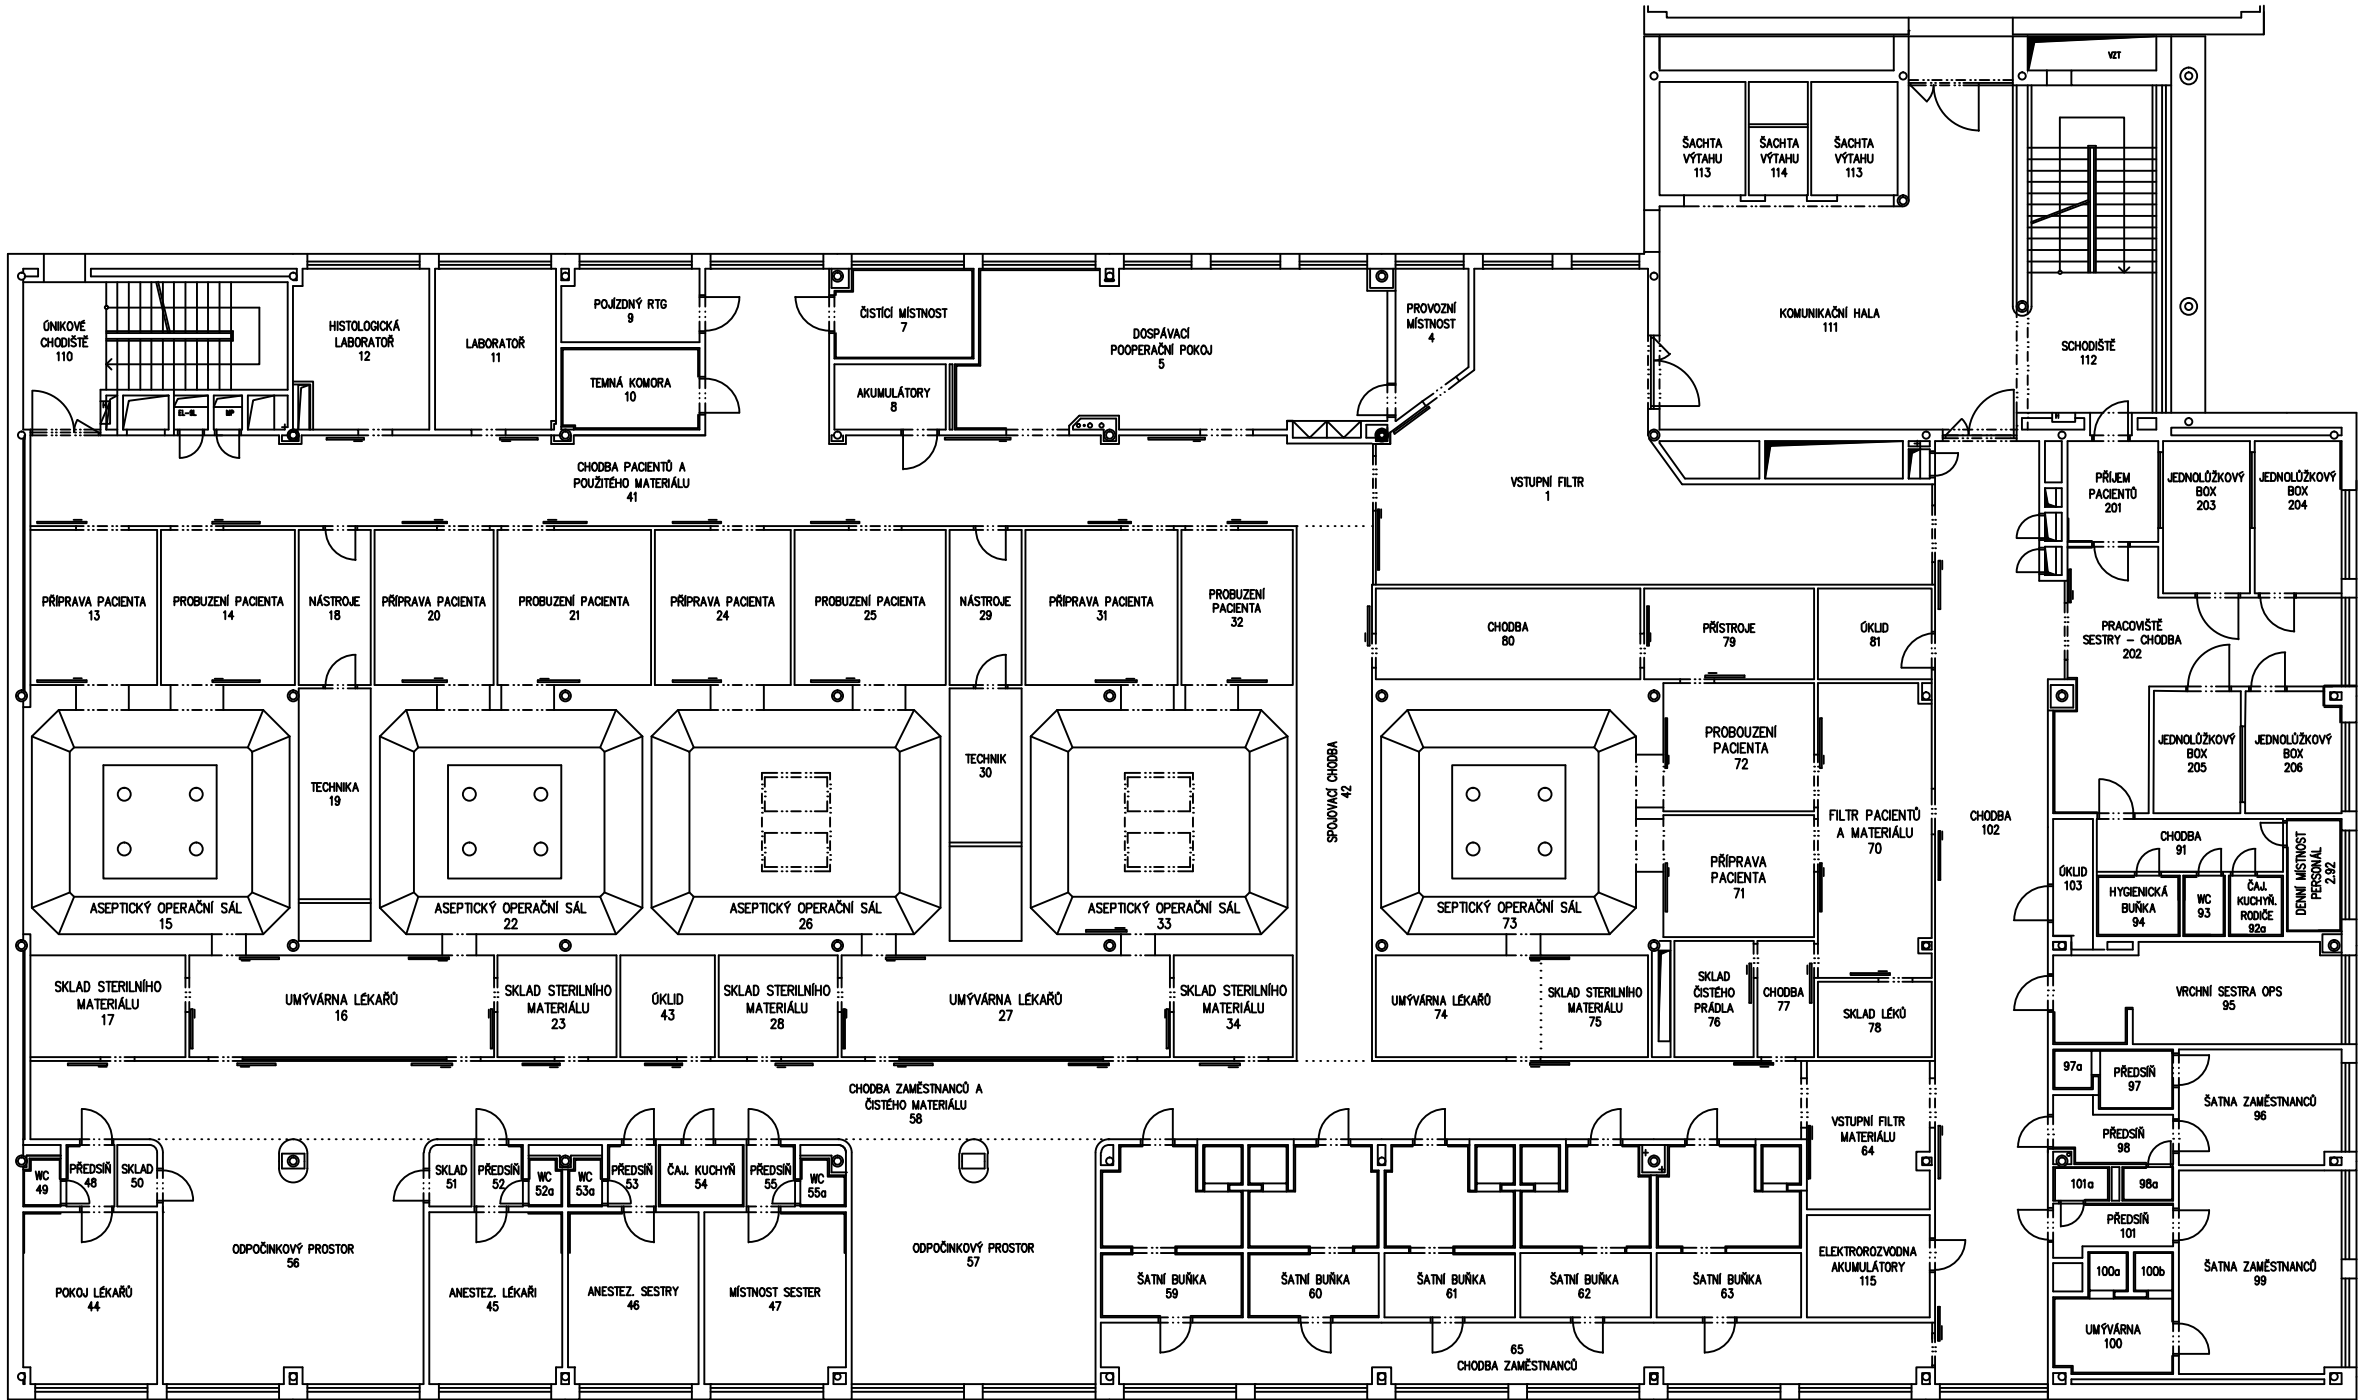 VZT
ŠACHTA
VÝTAHU
113
ŠACHTA
VÝTAHU
114
ŠACHTA
VÝTAHU
113
ÚNIKOVÉ
CHODIŠTĚ
110
HISTOLOGICKÁ
LABORATOŘ
12
LABORATOŘ
11
POJÍZDNÝ RTG
9
TEMNÁ KOMORA
10
ČISTÍCÍ MÍSTNOST
7
AKUMULÁTORY
8
DOSPÁVACÍ
POOPERAČNÍ POKOJ
5
PROVOZNÍ
MÍSTNOST
4
KOMUNIKAČNÍ HALA
111
SCHODIŠTĚ
112
EL-SL
MP
CHODBA PACIENTŮ A
POUŽITÉHO MATERIÁLU
41
VSTUPNÍ FILTR
1
PŘÍJEM
PACIENTŮ
201
JEDNOLŮŽKOVÝ
BOX
203
JEDNOLŮŽKOVÝ
BOX
204
PŘÍPRAVA PACIENTA
13
PROBUZENÍ PACIENTA
14
NÁSTROJE
18
PŘÍPRAVA PACIENTA
20
PROBUZENÍ PACIENTA
21
PŘÍPRAVA PACIENTA
24
PROBUZENÍ PACIENTA
25
NÁSTROJE
29
PŘÍPRAVA PACIENTA
31
PROBUZENÍ
PACIENTA
32
CHODBA
80
PŘÍSTROJE
79
ÚKLID
81
PRACOVIŠTĚ
SESTRY – CHODBA
202
TECHNIKA
19
TECHNIK
30
SPOJOVACÍ CHODBA
42
PROBOUZENÍ
PACIENTA
72
PŘÍPRAVA
PACIENTA
71
FILTR PACIENTŮ
A MATERIÁLU
70
CHODBA
102
JEDNOLŮŽKOVÝ
BOX
205
JEDNOLŮŽKOVÝ
BOX
206
CHODBA
91
ÚKLID
103
HYGIENICKÁ
BUŇKA
94
WC
93
ČAJ.
KUCHYŇ.
RODIČE
92a
DENNÍ MÍSTNOST
PERSONÁL
2.92
ASEPTICKÝ OPERAČNÍ SÁL
15
ASEPTICKÝ OPERAČNÍ SÁL
22
ASEPTICKÝ OPERAČNÍ SÁL
26
ASEPTICKÝ OPERAČNÍ SÁL
33
SEPTICKÝ OPERAČNÍ SÁL
73
SKLAD STERILNÍHO
MATERIÁLU
17
UMÝVÁRNA LÉKAŘŮ
16
SKLAD STERILNÍHO
MATERIÁLU
23
ÚKLID
43
SKLAD STERILNÍHO
MATERIÁLU
28
UMÝVÁRNA LÉKAŘŮ
27
SKLAD STERILNÍHO
MATERIÁLU
34
UMÝVÁRNA LÉKAŘŮ
74
SKLAD STERILNÍHO
MATERIÁLU
75
SKLAD
ČISTÉHO
PRÁDLA
76
CHODBA
77
SKLAD LÉKŮ
78
VRCHNÍ SESTRA OPS
95
CHODBA ZAMĚSTNANCŮ A
ČISTÉHO MATERIÁLU
58
VSTUPNÍ FILTR
MATERIÁLU
64
97a
PŘEDSÍŇ
97
ŠATNA ZAMĚSTNANCŮ
96
PŘEDSÍŇ
98
WC
49
PŘEDSÍŇ
48
SKLAD
50
SKLAD
51
PŘEDSÍŇ
52
WC
52a
WC
53a
PŘEDSÍŇ
53
ČAJ. KUCHYŇ
54
PŘEDSÍŇ
55
WC
55a
101a
98a
PŘEDSÍŇ
101
ODPOČINKOVÝ PROSTOR
56
ODPOČINKOVÝ PROSTOR
57
POKOJ LÉKAŘŮ
44
ANESTEZ. LÉKAŘI
45
ANESTEZ. SESTRY
46
MÍSTNOST SESTER
47
ŠATNÍ BUŇKA
59
ŠATNÍ BUŇKA
60
ŠATNÍ BUŇKA
61
ŠATNÍ BUŇKA
62
ŠATNÍ BUŇKA
63
ELEKTROROZVODNA
AKUMULÁTORY
115
100a
100b
ŠATNA ZAMĚSTNANCŮ
99
UMÝVÁRNA
100
65
CHODBA ZAMĚSTNANCŮ